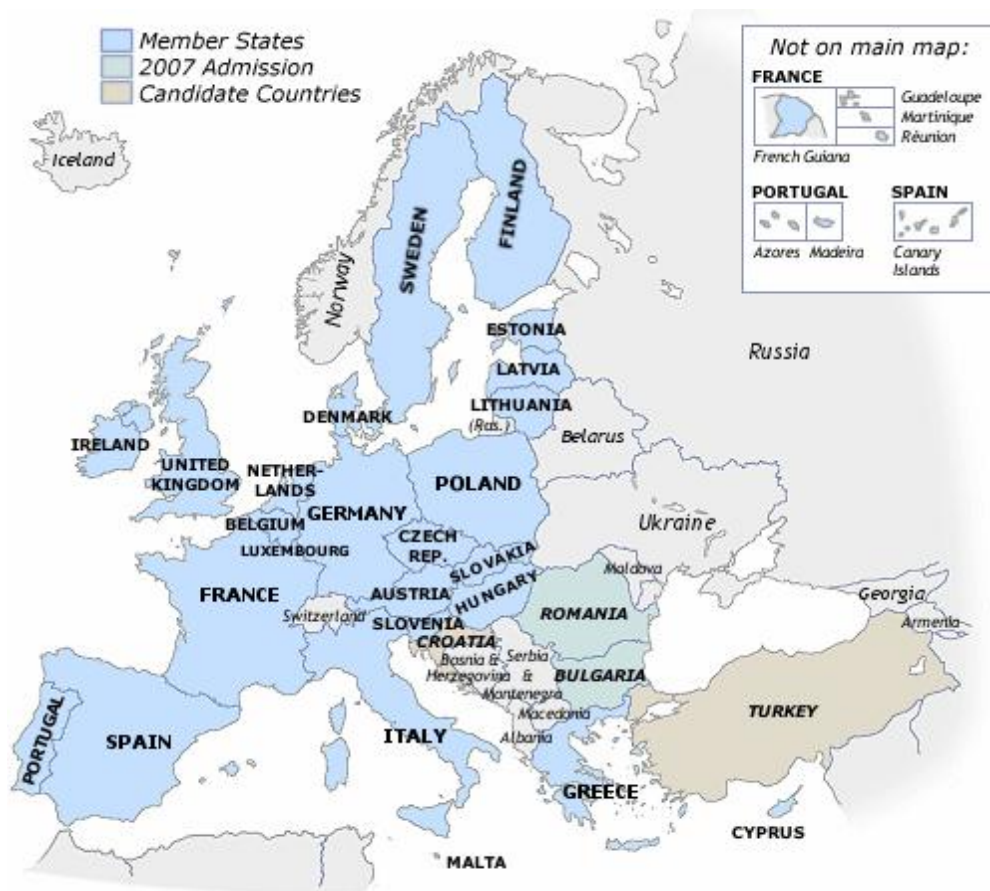 Member States
2007 Admission
Candidate Countries
Not on main map:
FRANCE
Guadeloupe
Martinique
Réunion
French Guiana
PORTUGAL
SPAIN
Azores
Madeira
Canary
Islands
Iceland
Norway
SWEDEN
FINLAND
Russia
ESTONIA
LATVIA
LITHUANIA
(Ras.)
DENMARK
Belarus
IRELAND
UNITED
KINGDOM
NETHER-
LANDS
POLAND
BELGIUM
GERMANY
Ukraine
LUXEMBOURG
CZECH
REP.
SLOVAKIA
Moldova
FRANCE
AUSTRIA
HUNGARY
Switzerland
SLOVENIA
ROMANIA
Georgia
Armenia
CROATIA
Bosnia &
Herzegovina
Serbia
&
Montenegro
BULGARIA
Macedonia
Albania
TURKEY
PORTUGAL
SPAIN
ITALY
GREECE
CYPRUS
MALTA